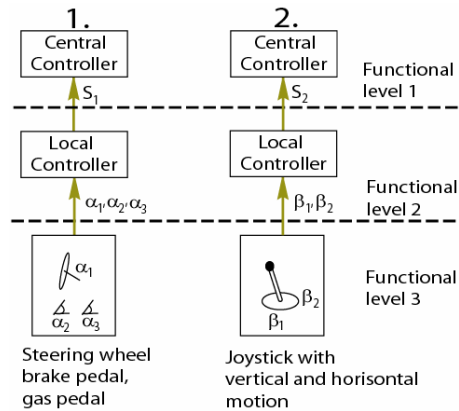 1.
2.
Central
Controller
Central
Controller
Functional
level 1
S₁
S₂
Local
Controller
Local
Controller
Functional
level 2
α₁,α₂,α₃
β₁,β₂
α₁
α₂ α₃
β₂
β₁
Functional
level 3
Steering wheel
brake pedal,
gas pedal
Joystick with
vertical and horisontal
motion